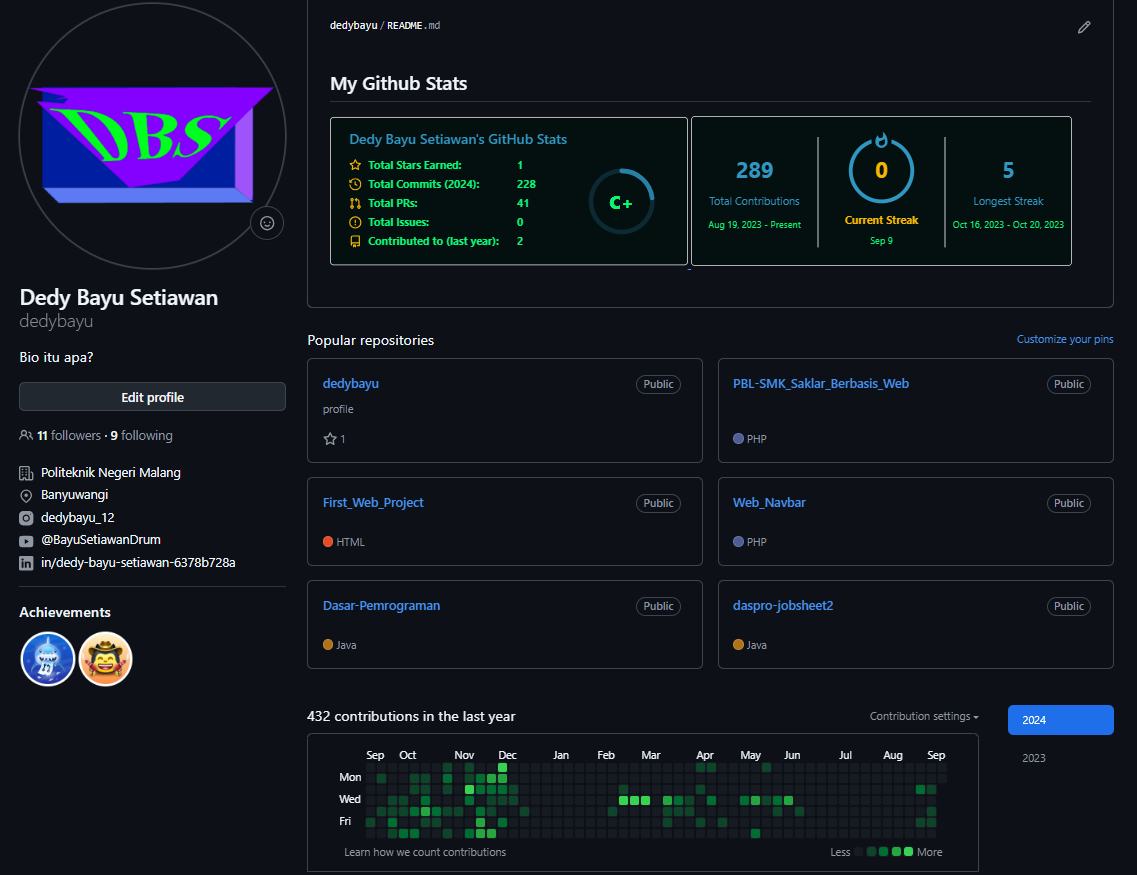 DBS
Dedy Bayu Setiawan
dedybayu
Bio itu apa?
Edit profile
11 followers · 9 following
Politeknik Negeri Malang
Banyuwangi
dedybayu_12
@BayuSetiawanDrum
in/dedy-bayu-setiawan-6378b728a
Achievements
dedybayu/README.md
My Github Stats
Dedy Bayu Setiawan's GitHub Stats
Total Stars Earned: 1
Total Commits (2024): 228
Total PRs: 41
Total Issues: 0
Contributed to (last year): 2
C+
289
Total Contributions
Aug 19, 2023 - Present
0
Current Streak
Sep 9
5
Longest Streak
Oct 16, 2023 - Oct 20, 2023
Popular repositories
Customize your pins
dedybayu Public
profile
1
PBL-SMK_Saklar_Berbasis_Web Public
PHP
First_Web_Project Public
HTML
Web_Navbar Public
PHP
Dasar-Pemrograman Public
Java
daspro-jobsheet2 Public
Java
432 contributions in the last year
Contribution settings
2024
2023
Sep Oct Nov Dec Jan Feb Mar Apr May Jun Jul Aug Sep
Mon
Wed
Fri
Learn how we count contributions
Less More